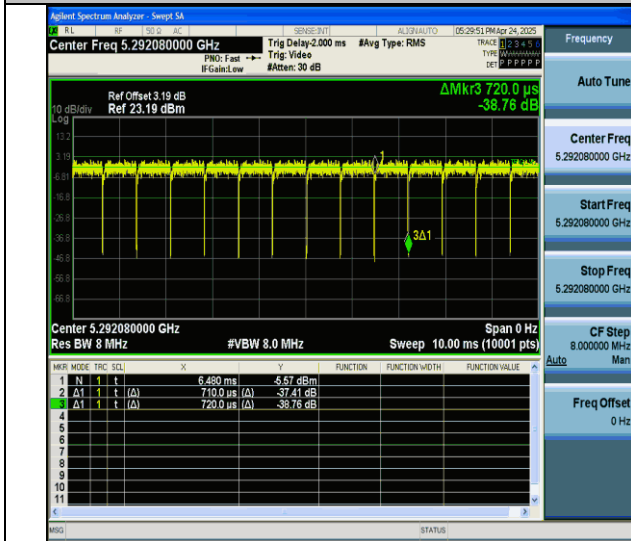 Agilent Spectrum Analyzer - Swept SA
RL RF 50 Ω AC SENSE:INT ALIGNAUTO 05:29:51 PM Apr 24, 2025
Center Freq 5.292080000 GHz
PNO: Fast
IFGain:Low
Trig Delay-2.000 ms
Trig: Video
#Atten: 30 dB
#Avg Type: RMS
TRACE 1 2 3 4 5 6
TYPE
DET P P P P P P
Ref Offset 3.19 dB
Ref 23.19 dBm
10 dB/div
Log
ΔMkr3 720.0 µs
-38.76 dB
13.2
3.19
-6.81
-16.8
-26.8
-36.8
-46.8
-56.8
-66.8
1
3Δ1
Center 5.292080000 GHz Span 0 Hz
Res BW 8 MHz #VBW 8.0 MHz Sweep 10.00 ms (10001 pts)
MKR MODE TRC SCL X Y FUNCTION FUNCTION WIDTH FUNCTION VALUE
1 N 1 t 6.480 ms -5.57 dBm
2 Δ1 1 t (Δ) 710.0 µs (Δ) -37.41 dB
3 Δ1 1 t (Δ) 720.0 µs (Δ) -38.76 dB
4
5
6
7
8
9
10
11
MSG STATUS
Frequency
Auto Tune
Center Freq
5.292080000 GHz
Start Freq
5.292080000 GHz
Stop Freq
5.292080000 GHz
CF Step
8.000000 MHz
Auto Man
Freq Offset
0 Hz